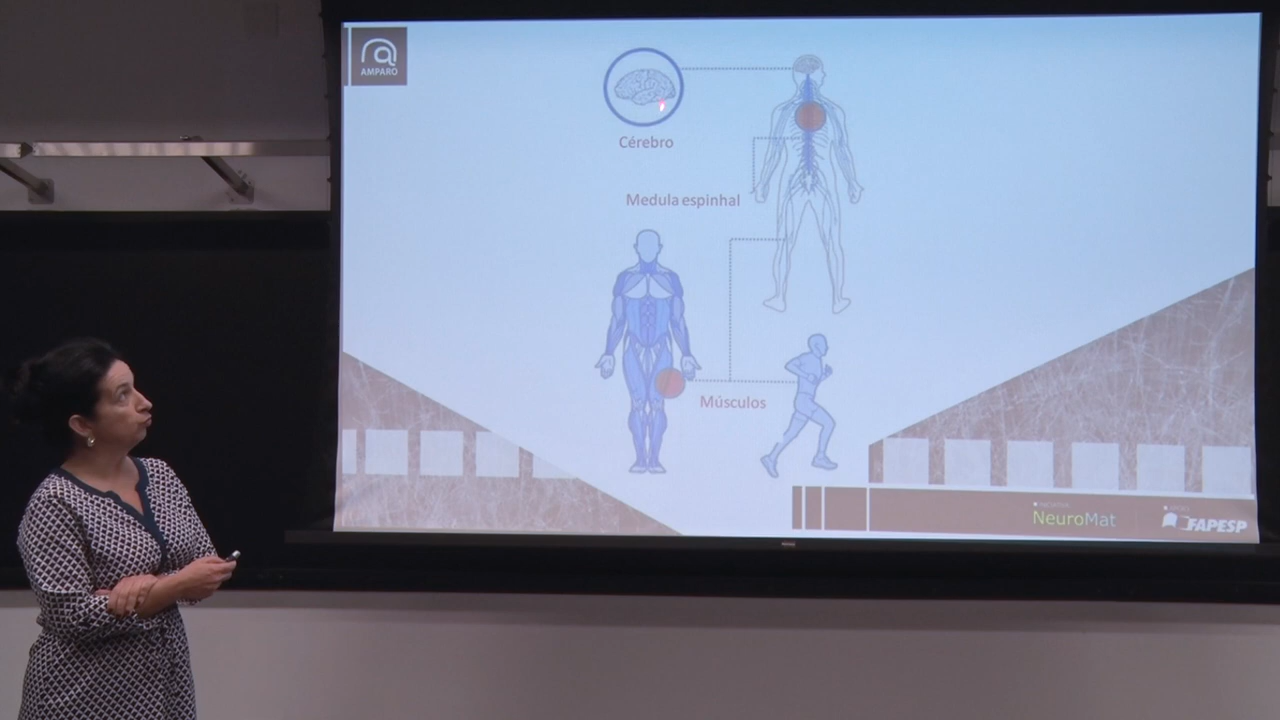 AMPARO
Cérebro
Medula espinhal
Músculos
NeuroMat
FAPESP